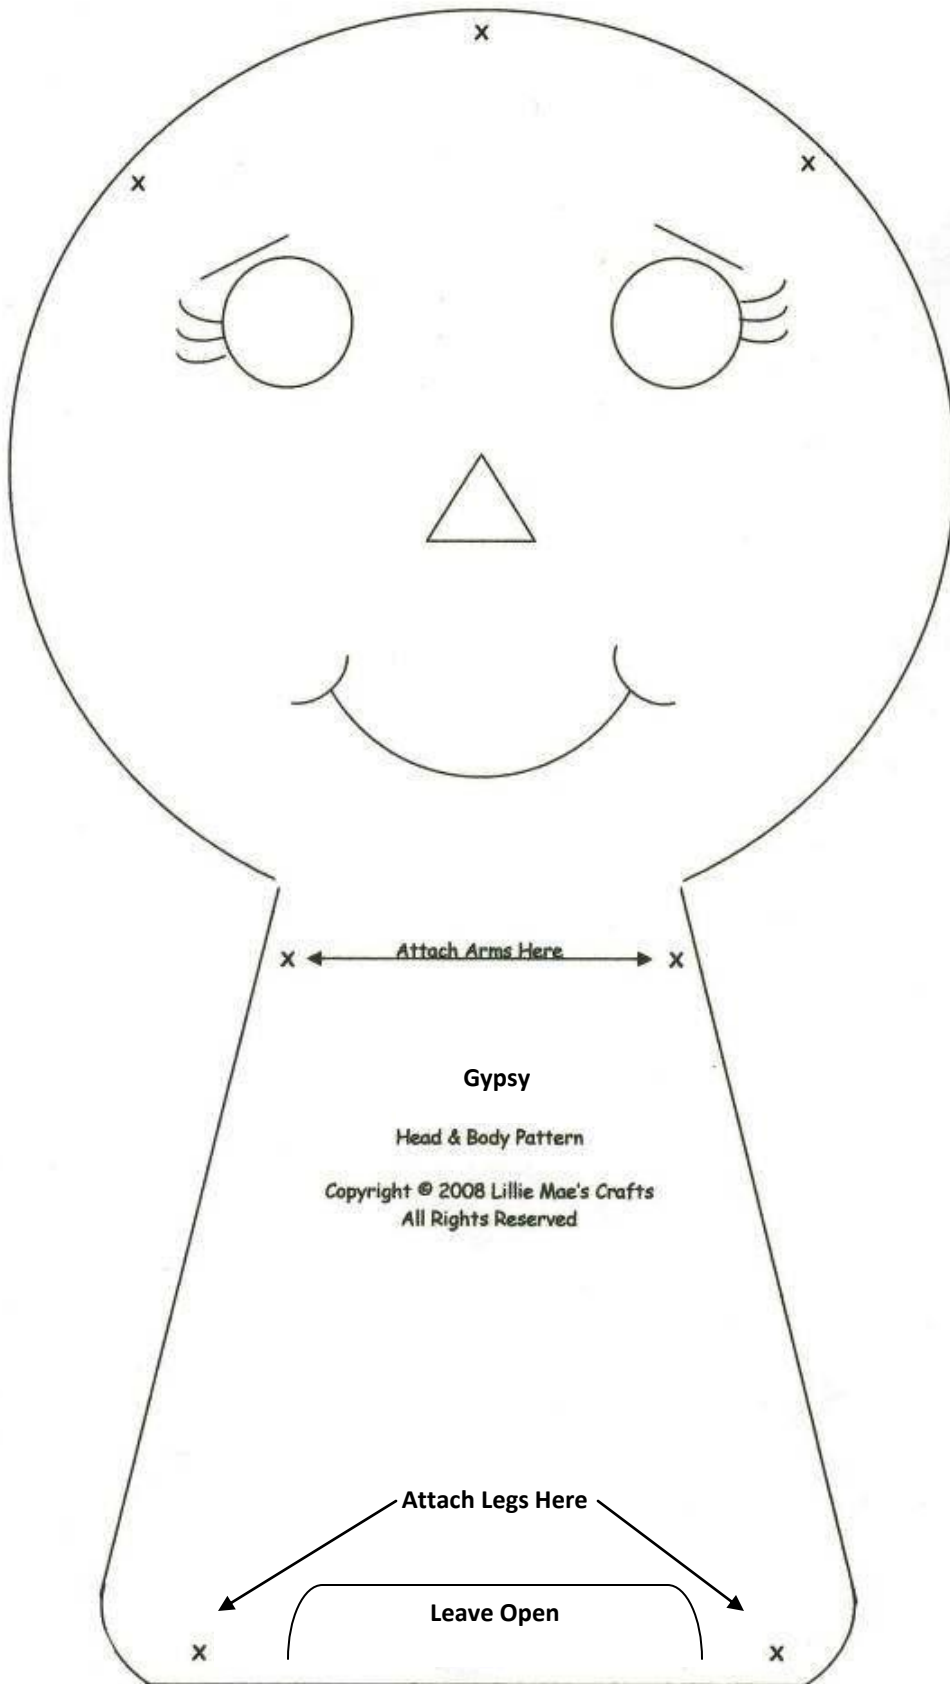 x
x
x
x Attach Arms Here x
Gypsy
Head & Body Pattern
Copyright © 2008 Lillie Mae's Crafts
All Rights Reserved
Attach Legs Here
Leave Open
x x